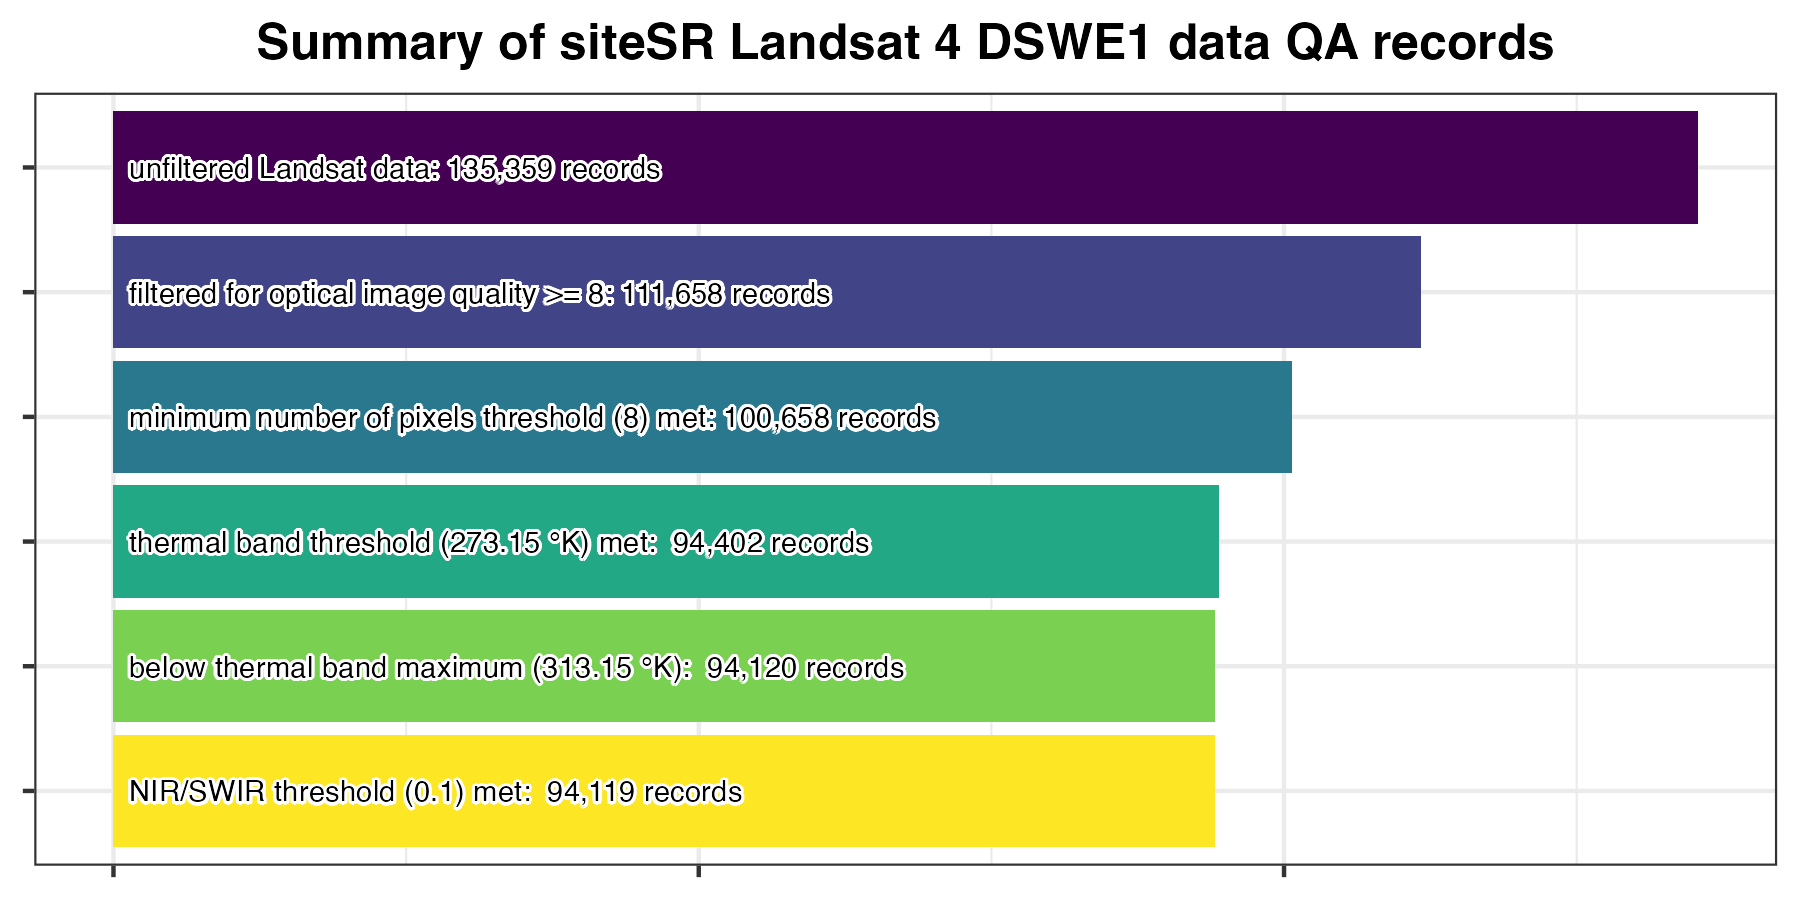 Summary of siteSR Landsat 4 DSWE1 data QA records
unfiltered Landsat data: 135,359 records
filtered for optical image quality >= 8: 111,658 records
minimum number of pixels threshold (8) met: 100,658 records
thermal band threshold (273.15 °K) met:  94,402 records
below thermal band maximum (313.15 °K):  94,120 records
NIR/SWIR threshold (0.1) met:  94,119 records